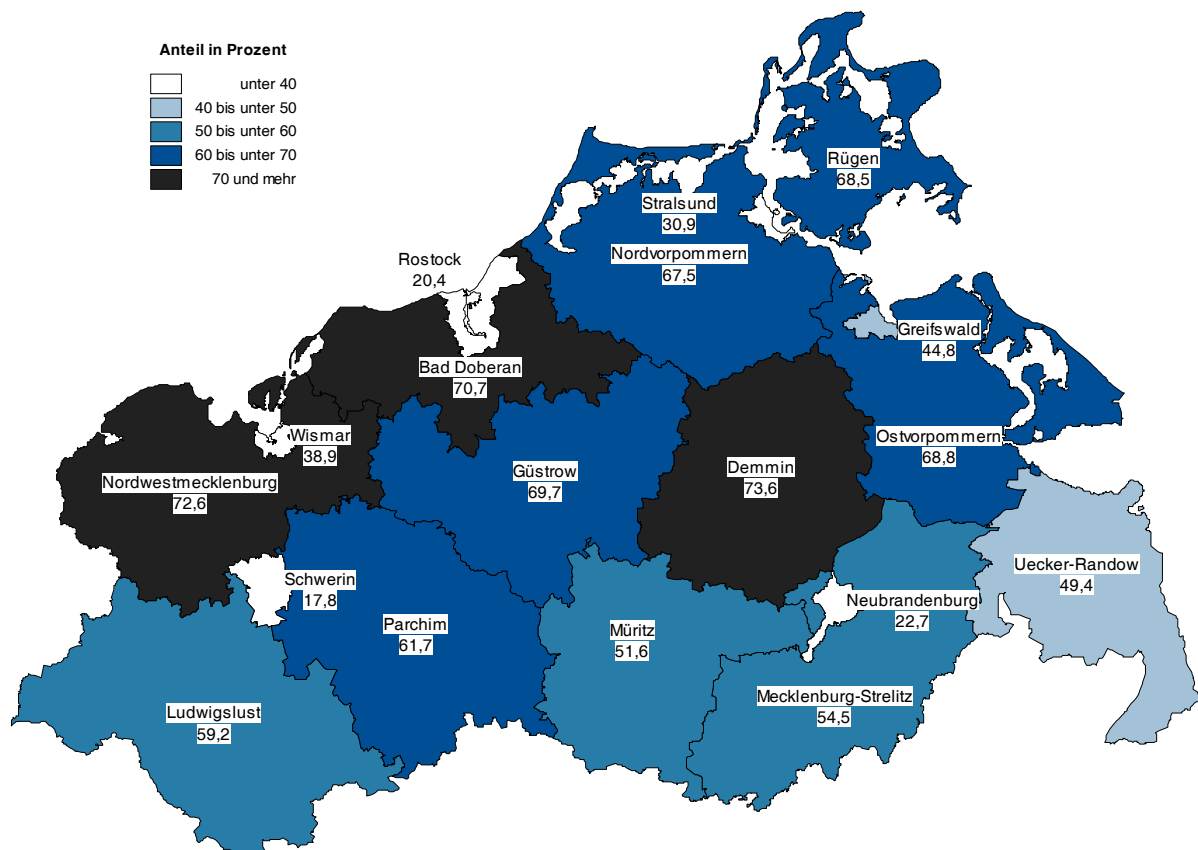 Anteil in Prozent
unter 40
40 bis unter 50
50 bis unter 60
60 bis unter 70
70 und mehr
Rügen
68,5
Stralsund
30,9
Nordvorpommern
67,5
Rostock
20,4
Greifswald
44,8
Bad Doberan
70,7
Wismar
38,9
Ostvorpommern
68,8
Nordwestmecklenburg
72,6
Güstrow
69,7
Demmin
73,6
Uecker-Randow
49,4
Schwerin
17,8
Neubrandenburg
22,7
Parchim
61,7
Müritz
51,6
Mecklenburg-Strelitz
54,5
Ludwigslust
59,2